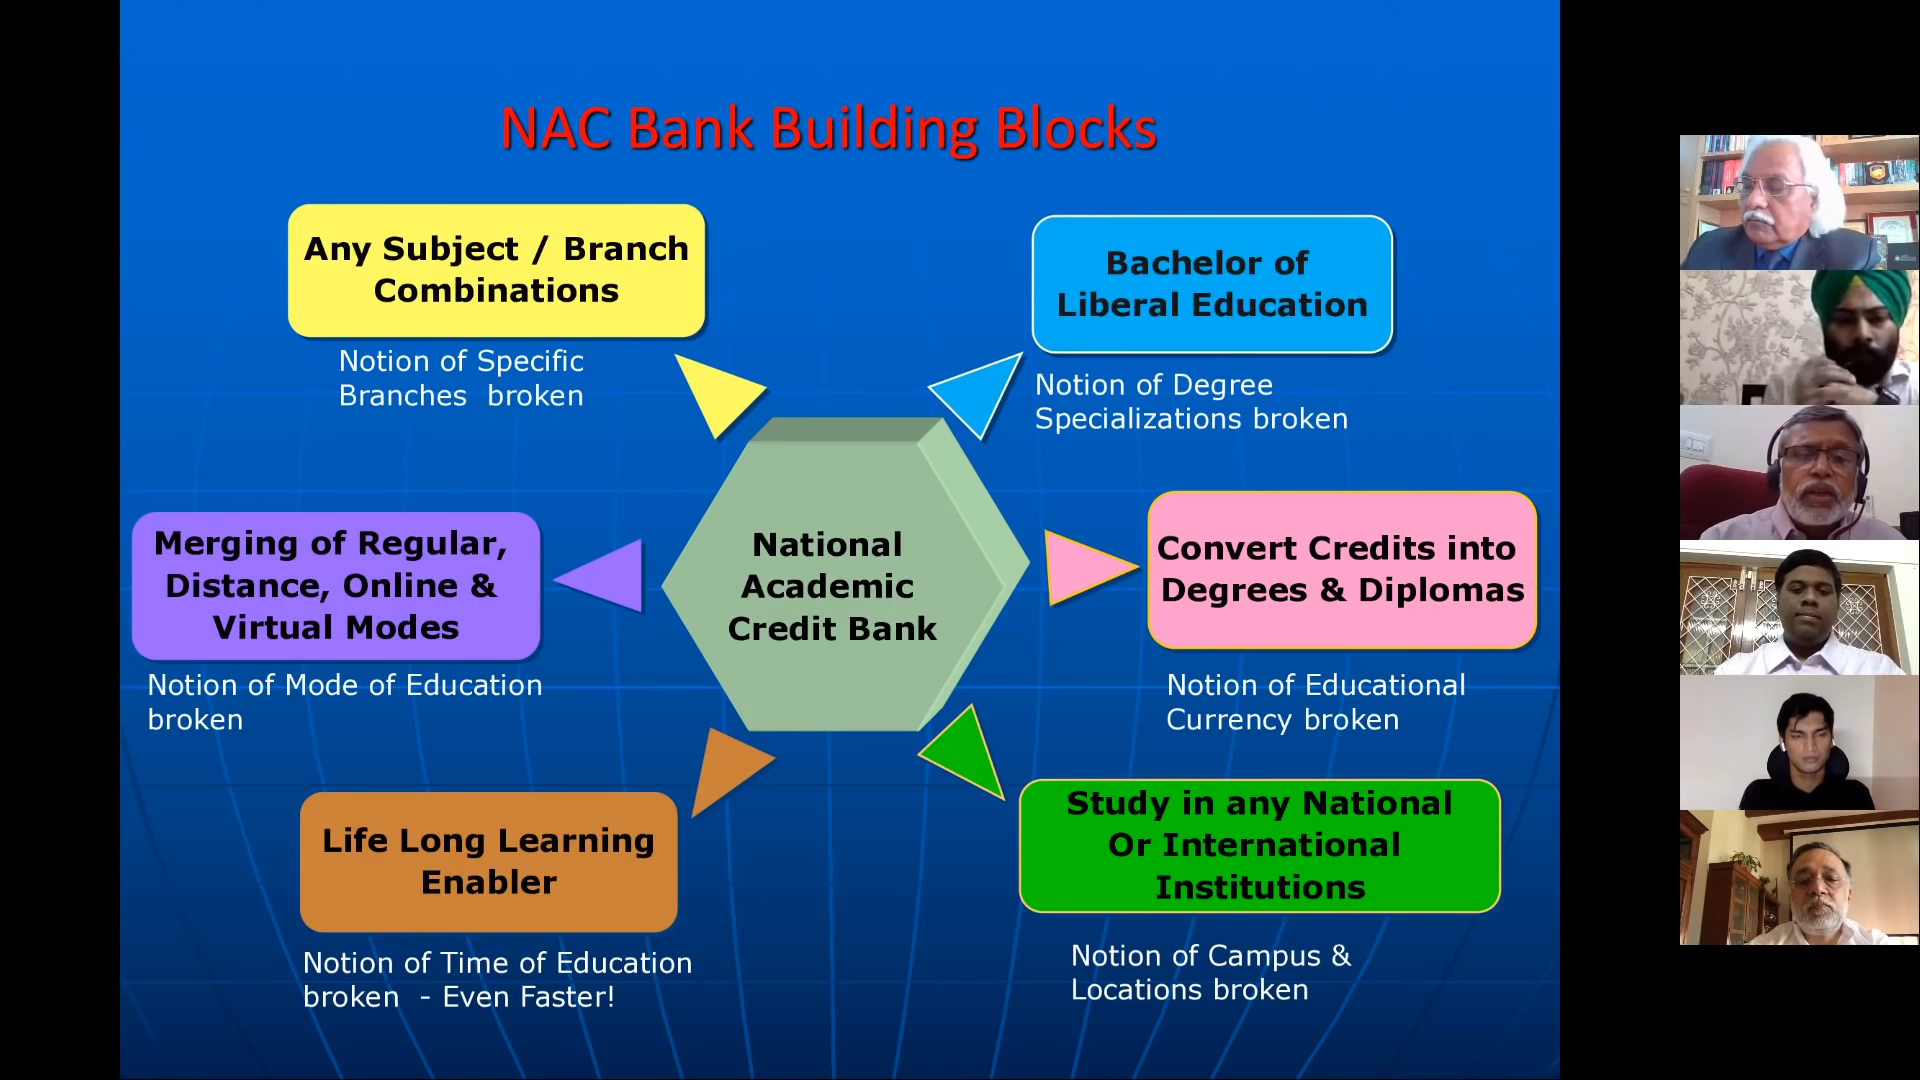 NAC Bank Building Blocks
Any Subject / Branch
Combinations
Notion of Specific
Branches broken
Bachelor of
Liberal Education
Notion of Degree
Specializations broken
Merging of Regular,
Distance, Online &
Virtual Modes
Notion of Mode of Education
broken
National
Academic
Credit Bank
Convert Credits into
Degrees & Diplomas
Notion of Educational
Currency broken
Life Long Learning
Enabler
Notion of Time of Education
broken - Even Faster!
Study in any National
Or International
Institutions
Notion of Campus &
Locations broken